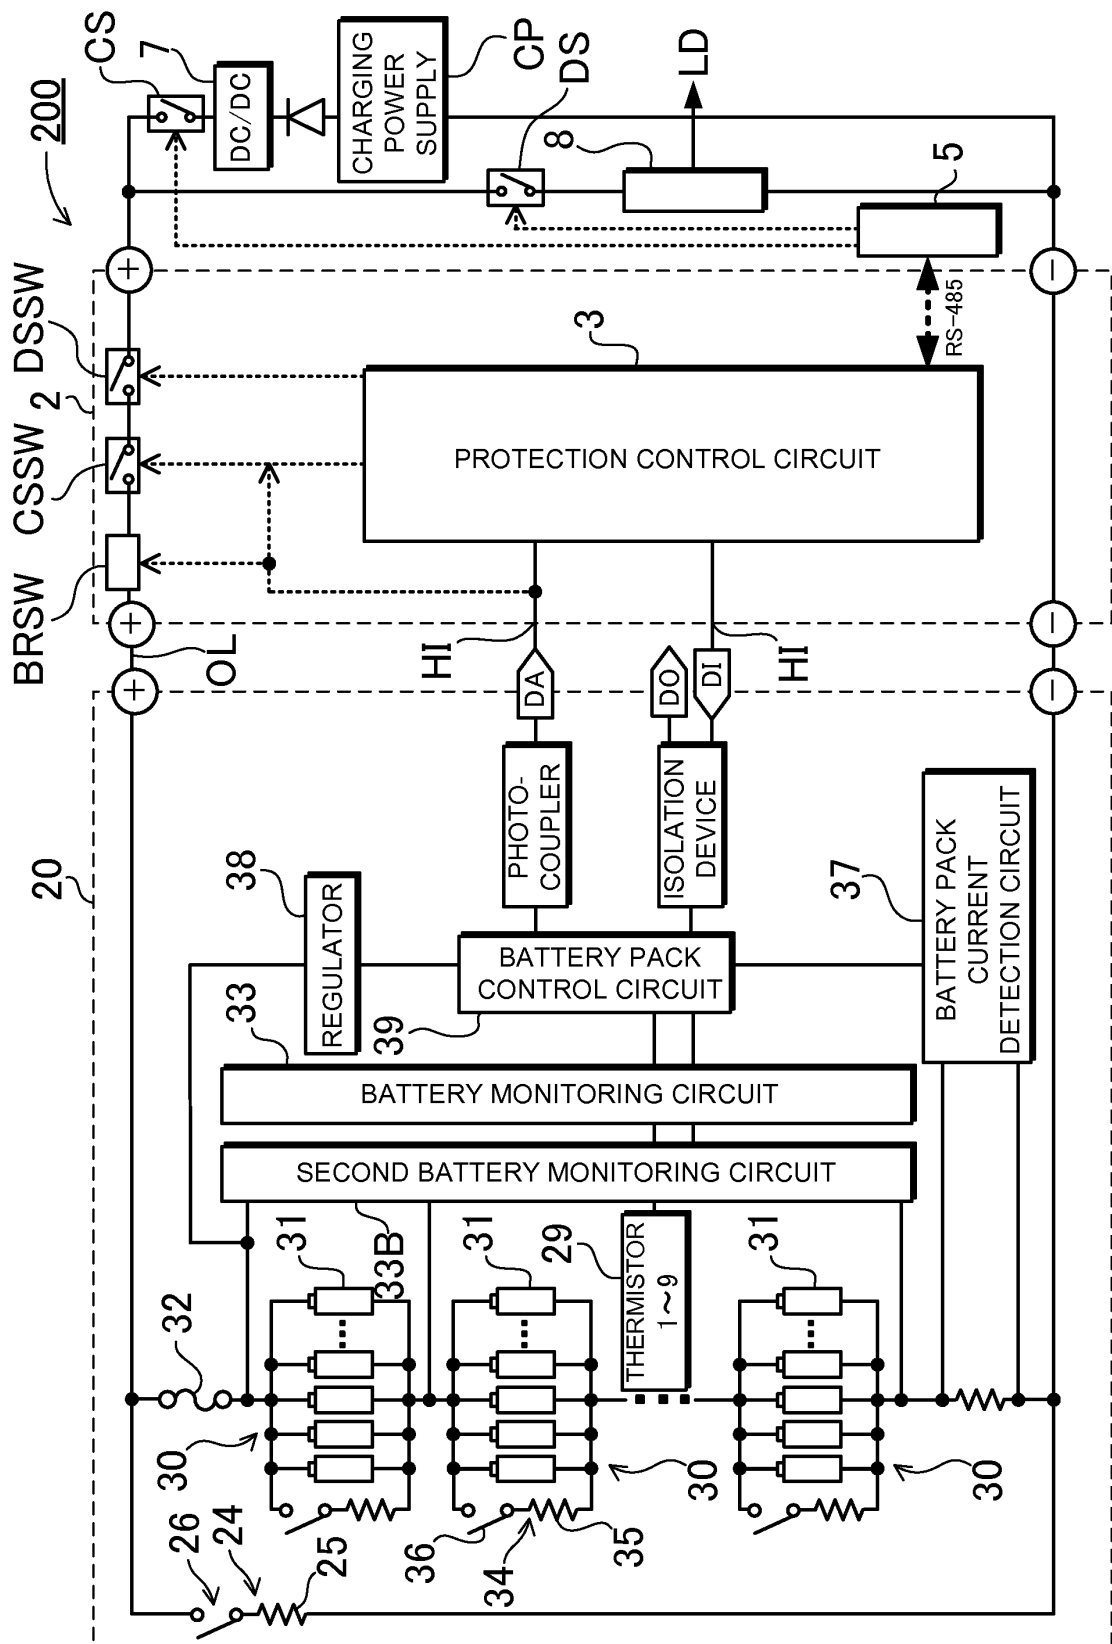 200
CS
7
DC/DC
CHARGING
POWER
SUPPLY
CP
DS
8
LD
5
+
−
RS-485
DSSW
2
CSSW
BRSW
3
PROTECTION CONTROL CIRCUIT
+
−
OL
HI
HI
+
−
20
DA
DO
DI
PHOTO-
COUPLER
ISOLATION
DEVICE
38
REGULATOR
BATTERY PACK
CONTROL CIRCUIT
39
37
BATTERY PACK
CURRENT
DETECTION CIRCUIT
33
BATTERY MONITORING CIRCUIT
SECOND BATTERY MONITORING CIRCUIT
33B
32
31
31
29
THERMISTOR
1～9
31
30
30
30
26
24
25
36
34
35